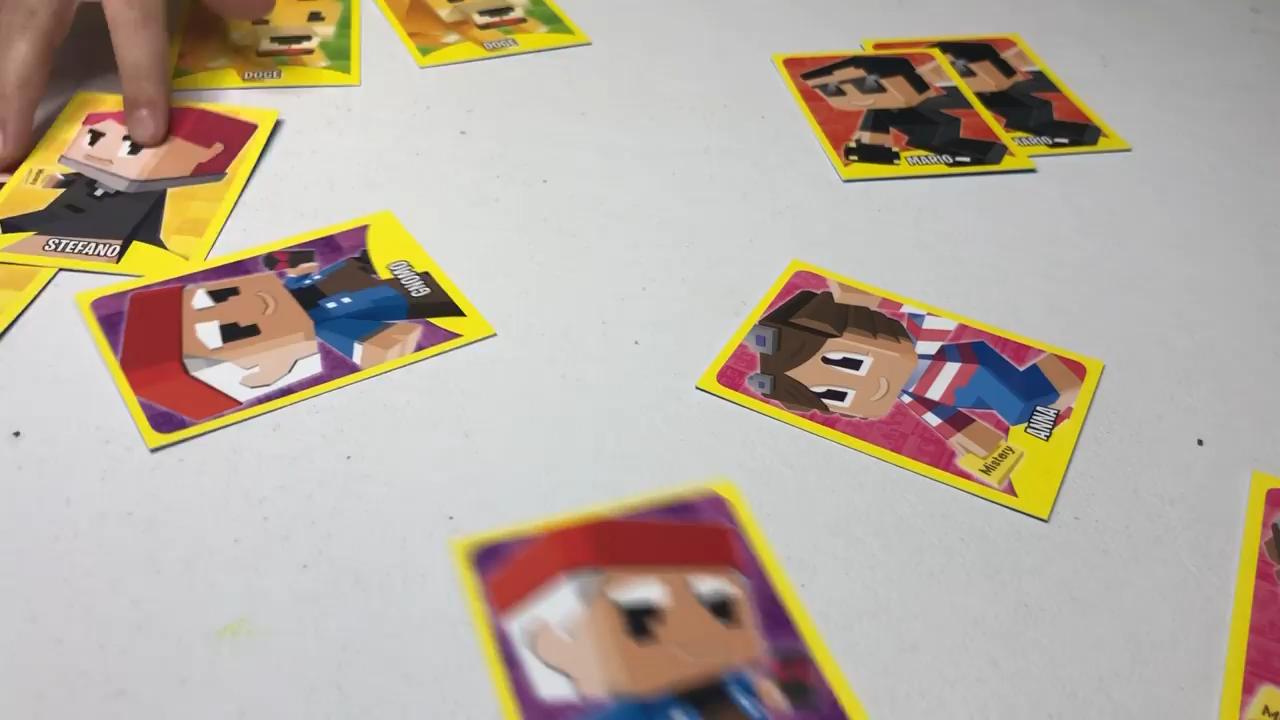 DOGE
DOGE
MARIO
MARIO
STEFANO
GNOMO
ANNA
Mistery